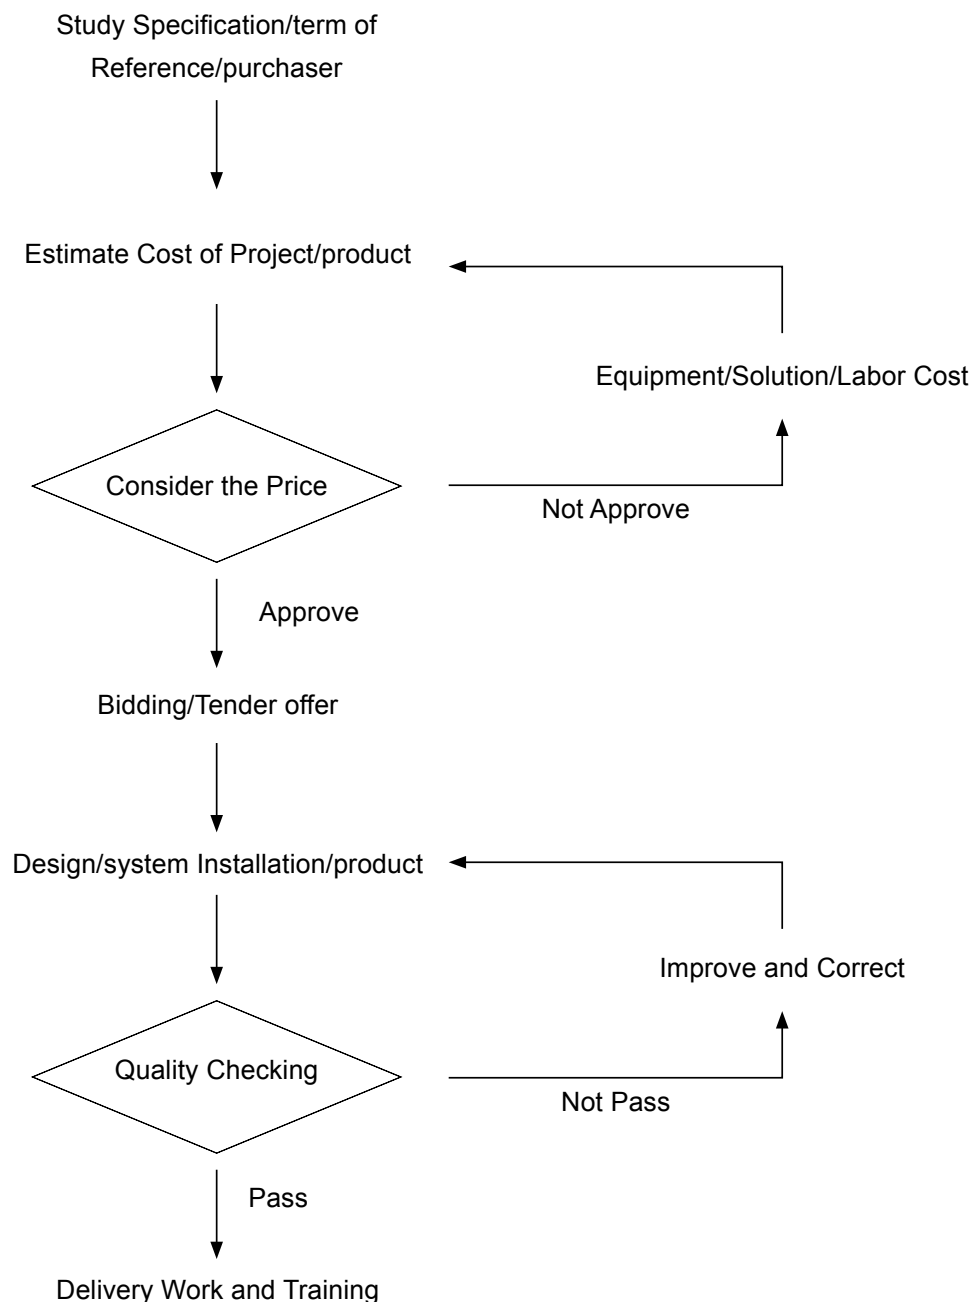 Study Specification/term of
Reference/purchaser
Estimate Cost of Project/product
Equipment/Solution/Labor Cost
Consider the Price
Not Approve
Approve
Bidding/Tender offer
Design/system Installation/product
Improve and Correct
Quality Checking
Not Pass
Pass
Delivery Work and Training